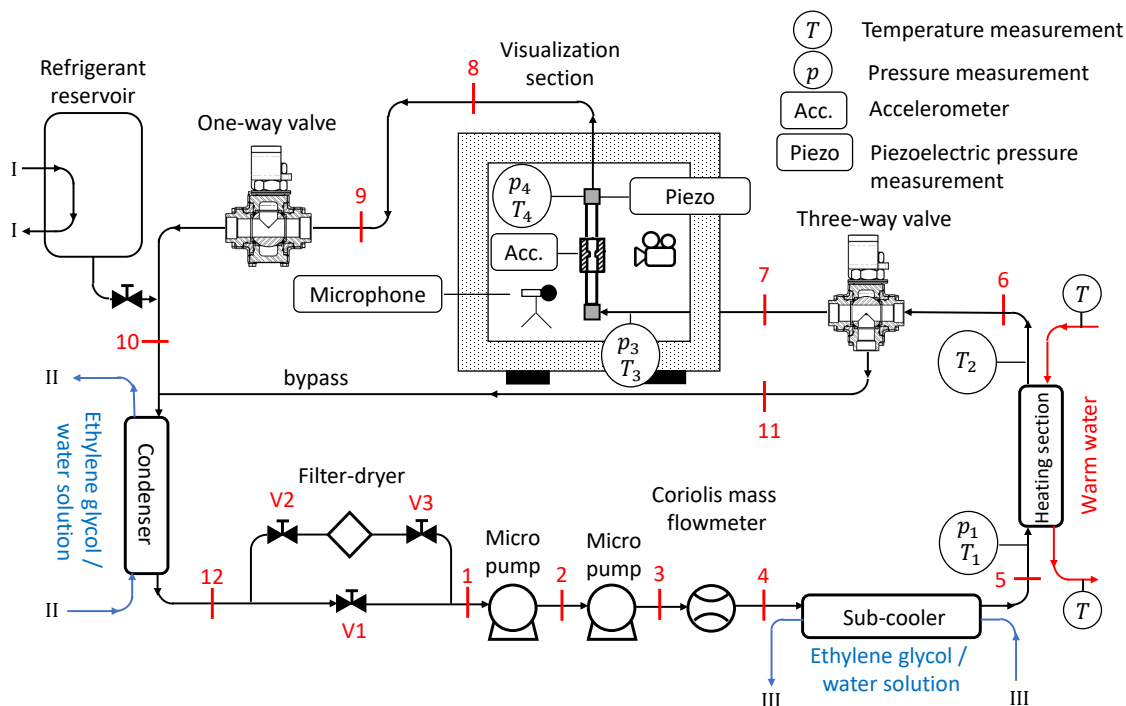 T
Temperature measurement
p
Pressure measurement
Acc.
Accelerometer
Piezo
Piezoelectric pressure
measurement
Refrigerant
reservoir
I
I
One-way valve
8
Visualization
section
9
p4
T4
Piezo
Acc.
Microphone
p3
T3
7
Three-way valve
6
T
T2
10
II
bypass
11
Ethylene glycol /
water solution
Condenser
II
Heating section
Warm water
p1
T1
5
T
12
Filter-dryer
V2
V3
V1
1
Micro
pump
2
Micro
pump
3
Coriolis mass
flowmeter
4
Sub-cooler
Ethylene glycol /
water solution
III
III